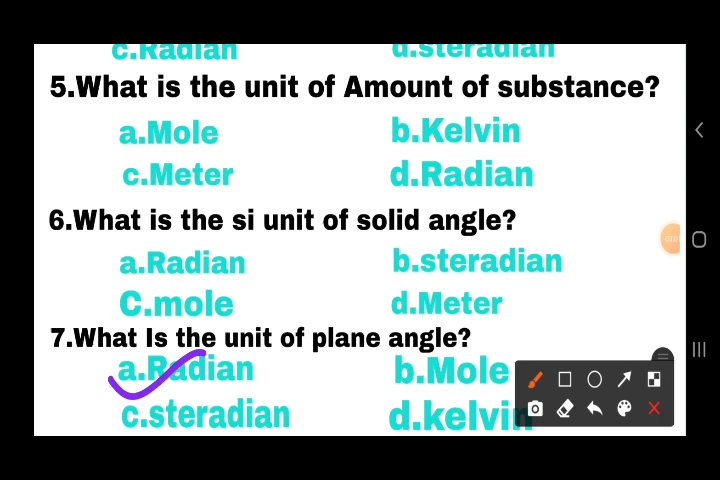 c.Radian d.steradian
5.What is the unit of Amount of substance?
a.Mole b.Kelvin
c.Meter d.Radian
6.What is the si unit of solid angle?
a.Radian b.steradian
C.mole d.Meter
7.What Is the unit of plane angle?
a.Radian b.Mole
c.steradian d.kelvin